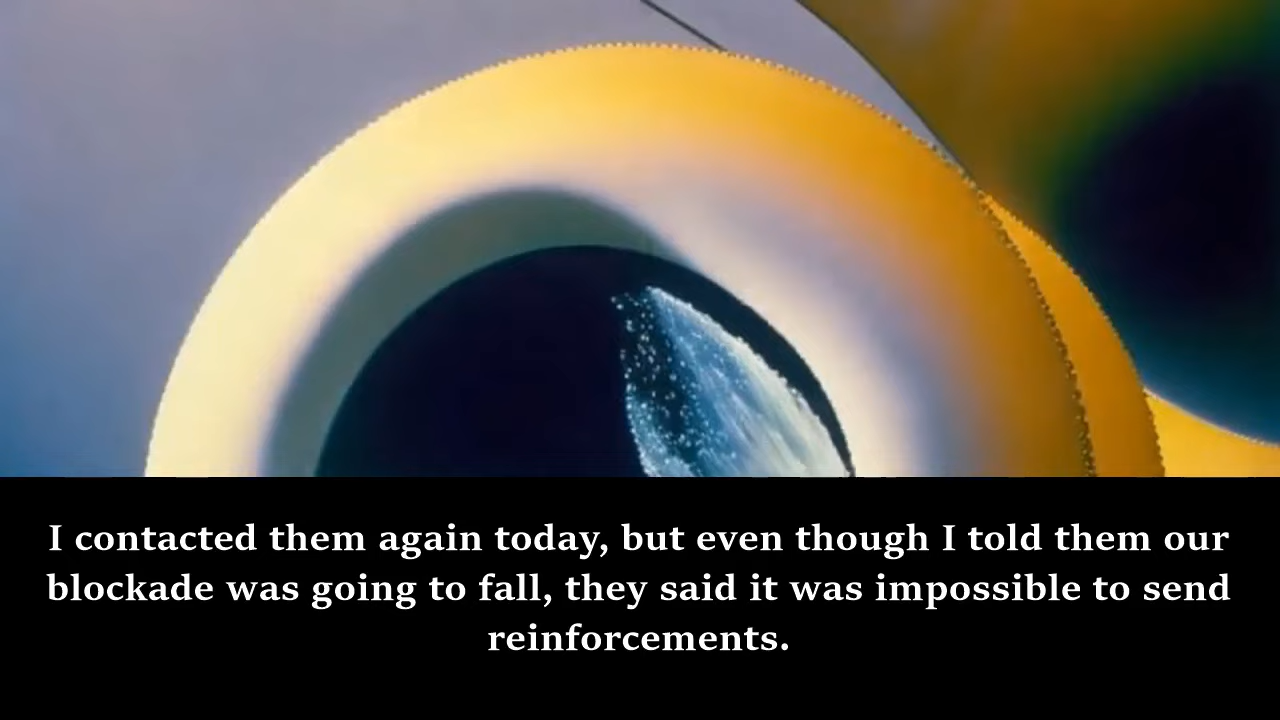 I contacted them again today, but even though I told them our
blockade was going to fall, they said it was impossible to send
reinforcements.